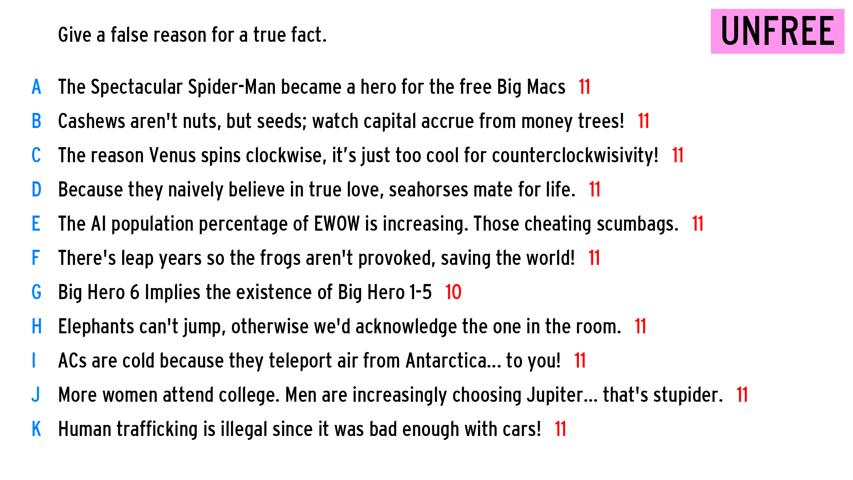 Give a false reason for a true fact.
UNFREE
A The Spectacular Spider-Man became a hero for the free Big Macs 11
B Cashews aren't nuts, but seeds; watch capital accrue from money trees! 11
C The reason Venus spins clockwise, it’s just too cool for counterclockwisivity! 11
D Because they naively believe in true love, seahorses mate for life. 11
E The AI population percentage of EWOW is increasing. Those cheating scumbags. 11
F There's leap years so the frogs aren't provoked, saving the world! 11
G Big Hero 6 Implies the existence of Big Hero 1-5 10
H Elephants can't jump, otherwise we'd acknowledge the one in the room. 11
I ACs are cold because they teleport air from Antarctica... to you! 11
J More women attend college. Men are increasingly choosing Jupiter... that's stupider. 11
K Human trafficking is illegal since it was bad enough with cars! 11